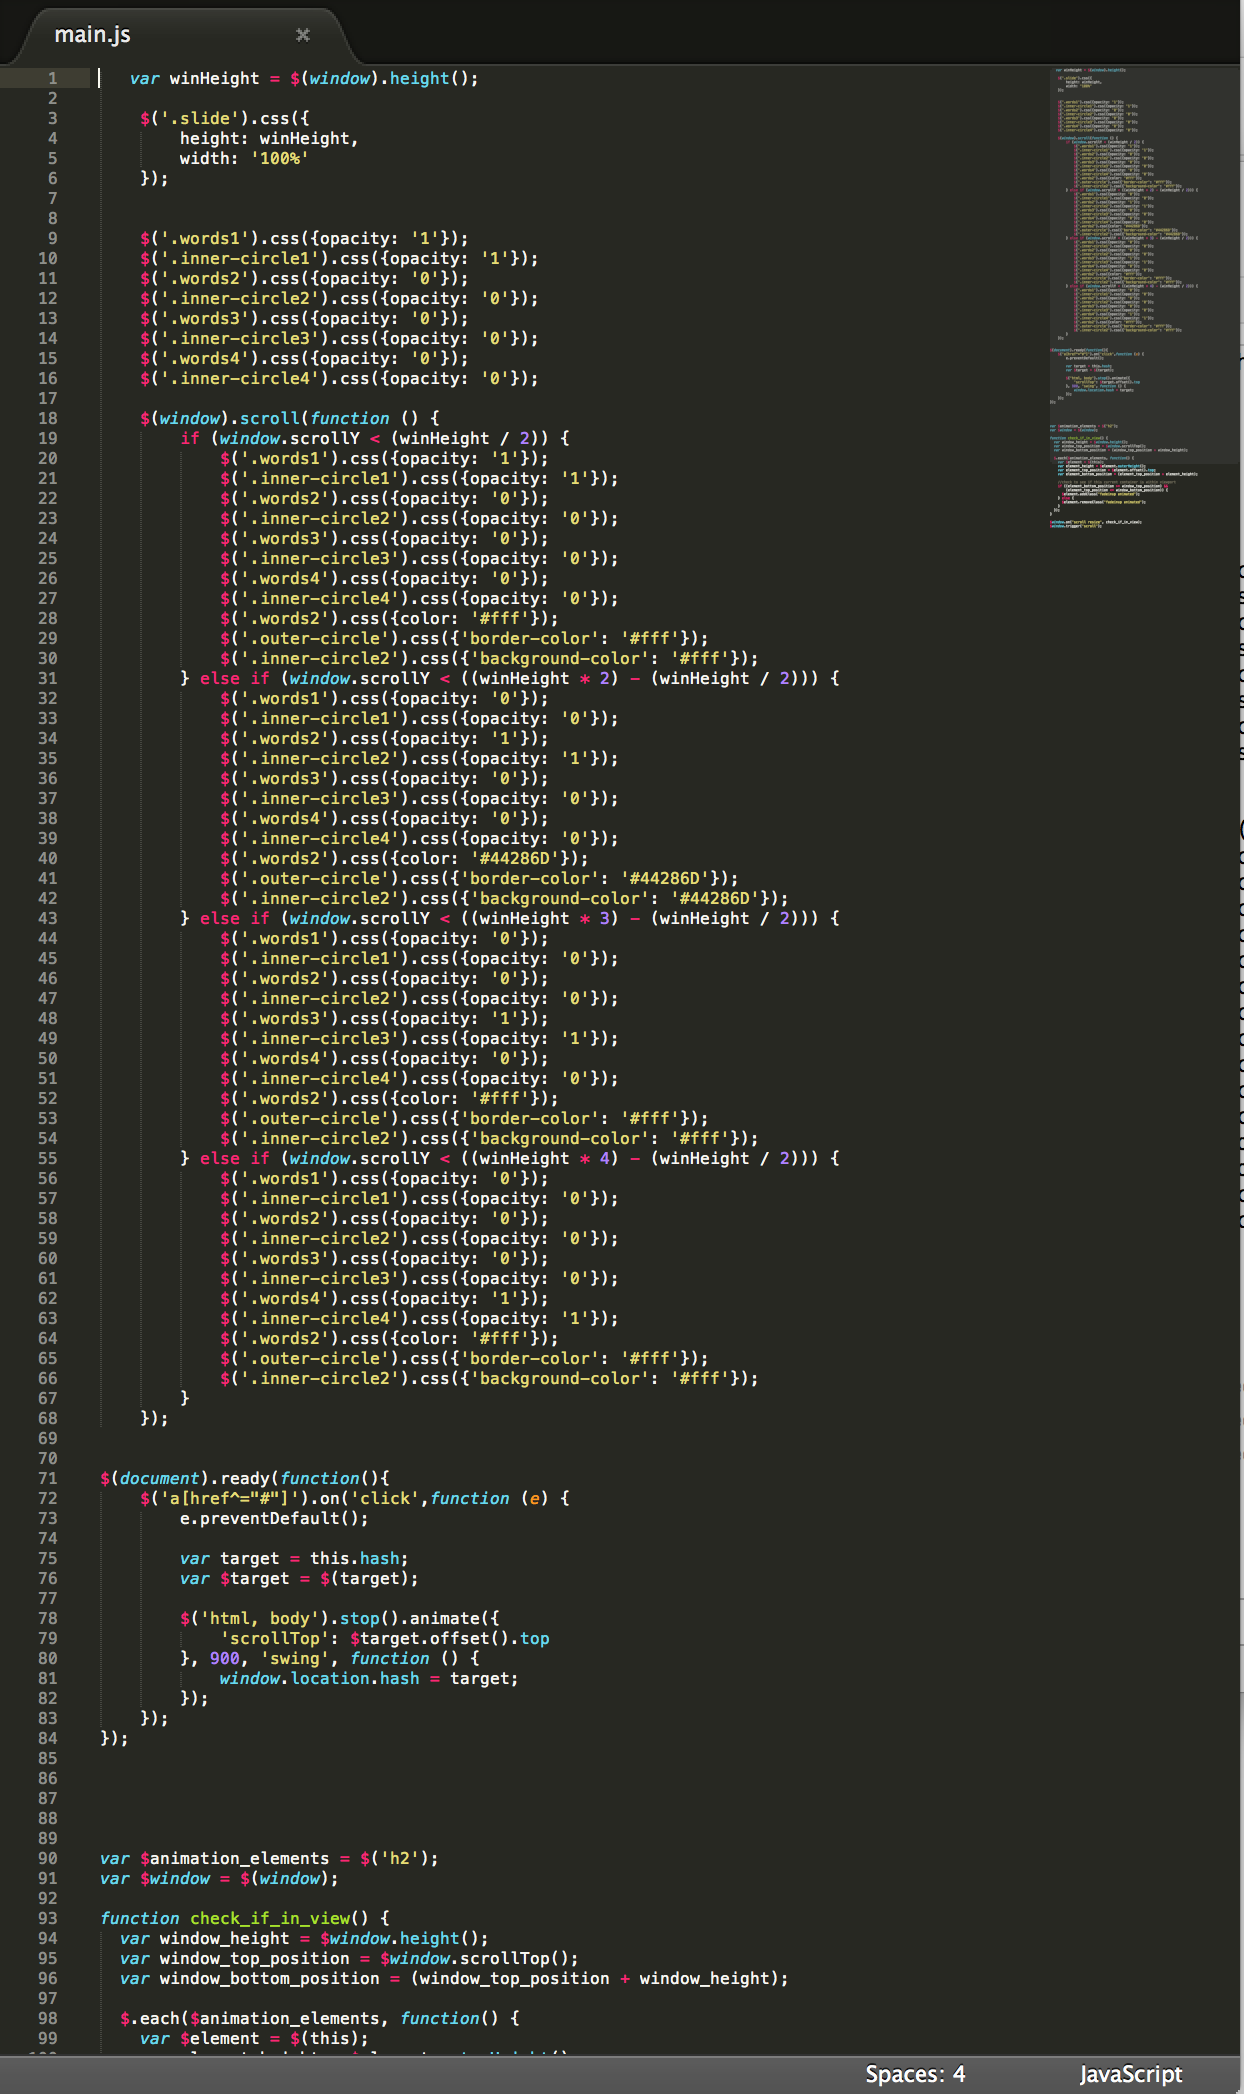 main.js
1 var winHeight = $(window).height();
2
3 $('.slide').css({
4 height: winHeight,
5 width: '100%'
6 });
7
8
9 $('.words1').css({opacity: '1'});
10 $('.inner-circle1').css({opacity: '1'});
11 $('.words2').css({opacity: '0'});
12 $('.inner-circle2').css({opacity: '0'});
13 $('.words3').css({opacity: '0'});
14 $('.inner-circle3').css({opacity: '0'});
15 $('.words4').css({opacity: '0'});
16 $('.inner-circle4').css({opacity: '0'});
17
18 $(window).scroll(function () {
19 if (window.scrollY < (winHeight / 2)) {
20 $('.words1').css({opacity: '1'});
21 $('.inner-circle1').css({opacity: '1'});
22 $('.words2').css({opacity: '0'});
23 $('.inner-circle2').css({opacity: '0'});
24 $('.words3').css({opacity: '0'});
25 $('.inner-circle3').css({opacity: '0'});
26 $('.words4').css({opacity: '0'});
27 $('.inner-circle4').css({opacity: '0'});
28 $('.words2').css({color: '#fff'});
29 $('.outer-circle').css({'border-color': '#fff'});
30 $('.inner-circle2').css({'background-color': '#fff'});
31 } else if (window.scrollY < ((winHeight * 2) - (winHeight / 2))) {
32 $('.words1').css({opacity: '0'});
33 $('.inner-circle1').css({opacity: '0'});
34 $('.words2').css({opacity: '1'});
35 $('.inner-circle2').css({opacity: '1'});
36 $('.words3').css({opacity: '0'});
37 $('.inner-circle3').css({opacity: '0'});
38 $('.words4').css({opacity: '0'});
39 $('.inner-circle4').css({opacity: '0'});
40 $('.words2').css({color: '#44286D'});
41 $('.outer-circle').css({'border-color': '#44286D'});
42 $('.inner-circle2').css({'background-color': '#44286D'});
43 } else if (window.scrollY < ((winHeight * 3) - (winHeight / 2))) {
44 $('.words1').css({opacity: '0'});
45 $('.inner-circle1').css({opacity: '0'});
46 $('.words2').css({opacity: '0'});
47 $('.inner-circle2').css({opacity: '0'});
48 $('.words3').css({opacity: '1'});
49 $('.inner-circle3').css({opacity: '1'});
50 $('.words4').css({opacity: '0'});
51 $('.inner-circle4').css({opacity: '0'});
52 $('.words2').css({color: '#fff'});
53 $('.outer-circle').css({'border-color': '#fff'});
54 $('.inner-circle2').css({'background-color': '#fff'});
55 } else if (window.scrollY < ((winHeight * 4) - (winHeight / 2))) {
56 $('.words1').css({opacity: '0'});
57 $('.inner-circle1').css({opacity: '0'});
58 $('.words2').css({opacity: '0'});
59 $('.inner-circle2').css({opacity: '0'});
60 $('.words3').css({opacity: '0'});
61 $('.inner-circle3').css({opacity: '0'});
62 $('.words4').css({opacity: '1'});
63 $('.inner-circle4').css({opacity: '1'});
64 $('.words2').css({color: '#fff'});
65 $('.outer-circle').css({'border-color': '#fff'});
66 $('.inner-circle2').css({'background-color': '#fff'});
67 }
68 });
69
70
71 $(document).ready(function(){
72 $('a[href^="#"]').on('click',function (e) {
73 e.preventDefault();
74
75 var target = this.hash;
76 var $target = $(target);
77
78 $('html, body').stop().animate({
79 'scrollTop': $target.offset().top
80 }, 900, 'swing', function () {
81 window.location.hash = target;
82 });
83 });
84 });
85
86
87
88
89
90 var $animation_elements = $('h2');
91 var $window = $(window);
92
93 function check_if_in_view() {
94 var window_height = $window.height();
95 var window_top_position = $window.scrollTop();
96 var window_bottom_position = (window_top_position + window_height);
97
98 $.each($animation_elements, function() {
99 var $element = $(this);
Spaces: 4 JavaScript